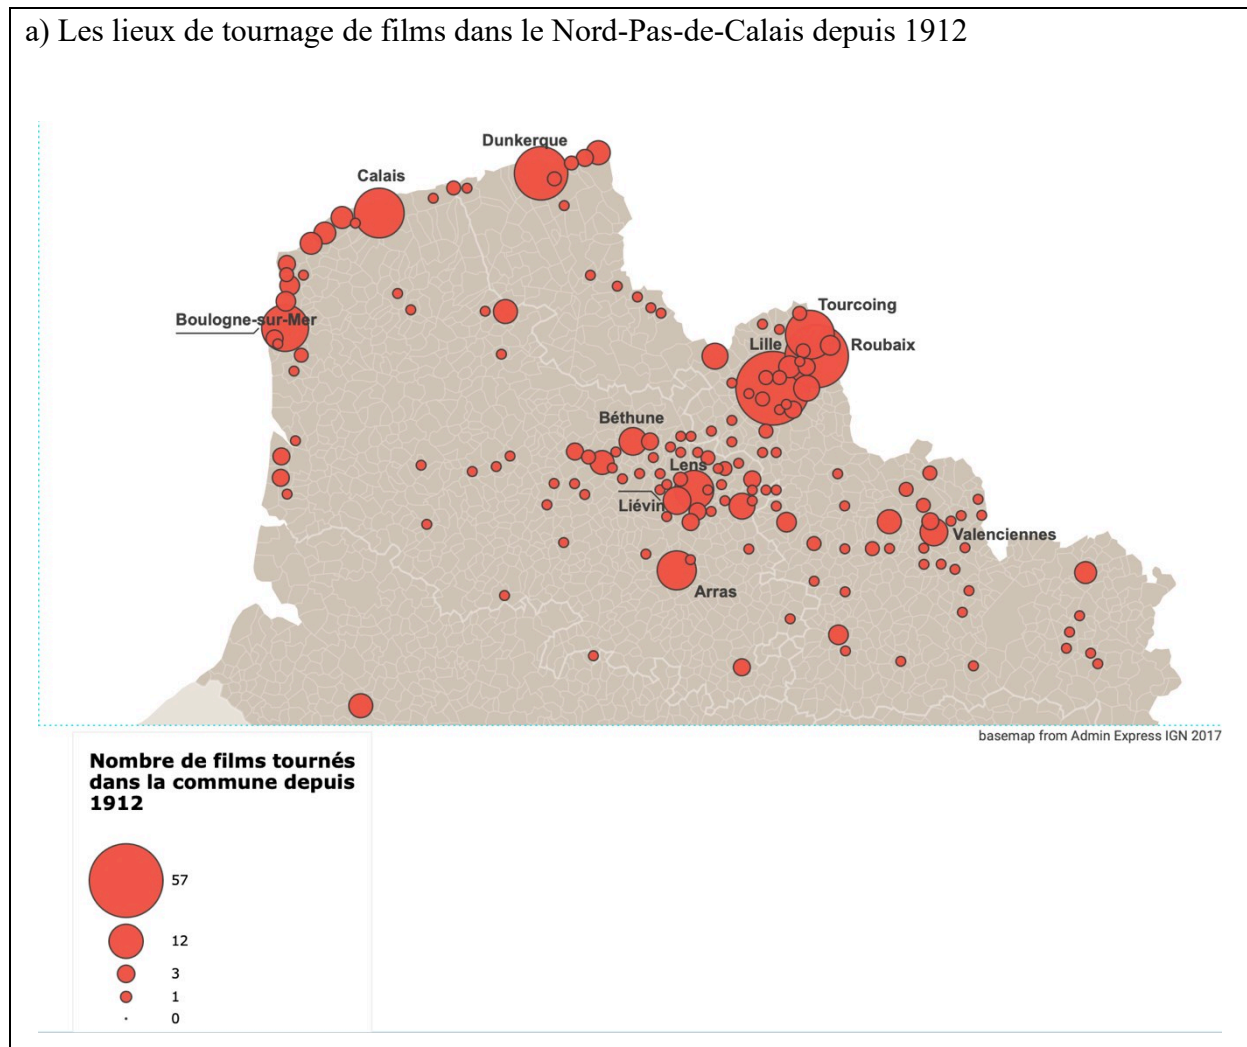 a) Les lieux de tournage de films dans le Nord-Pas-de-Calais depuis 1912
Dunkerque
Calais
Tourcoing
Boulogne-sur-Mer
Lille
Roubaix
Béthune
Lens
Liévin
Valenciennes
Arras
basemap from Admin Express IGN 2017
Nombre de films tournés
dans la commune depuis
1912
57
12
3
1
0